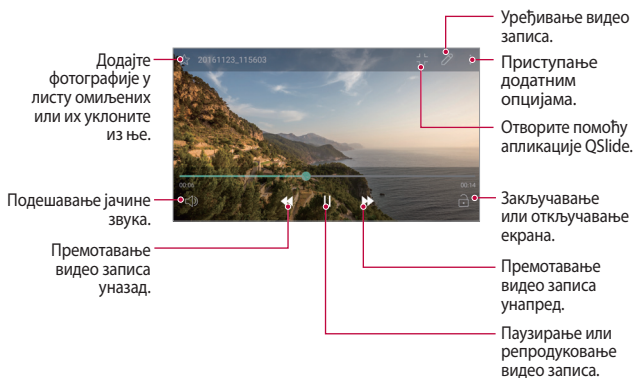 Уређивање видео
записа.
Додајте
фотографије у
листу омиљених
или их уклоните
из ње.
20161123_115603
Приступање
додатним
опцијама.
Отворите помоћу
апликације QSlide.
00:06
00:14
Подешавање јачине
звука.
Закључавање
или откључавање
екрана.
Премотавање
видео записа
уназад.
Премотавање
видео записа
унапред.
Паузирање или
репродуковање
видео записа.